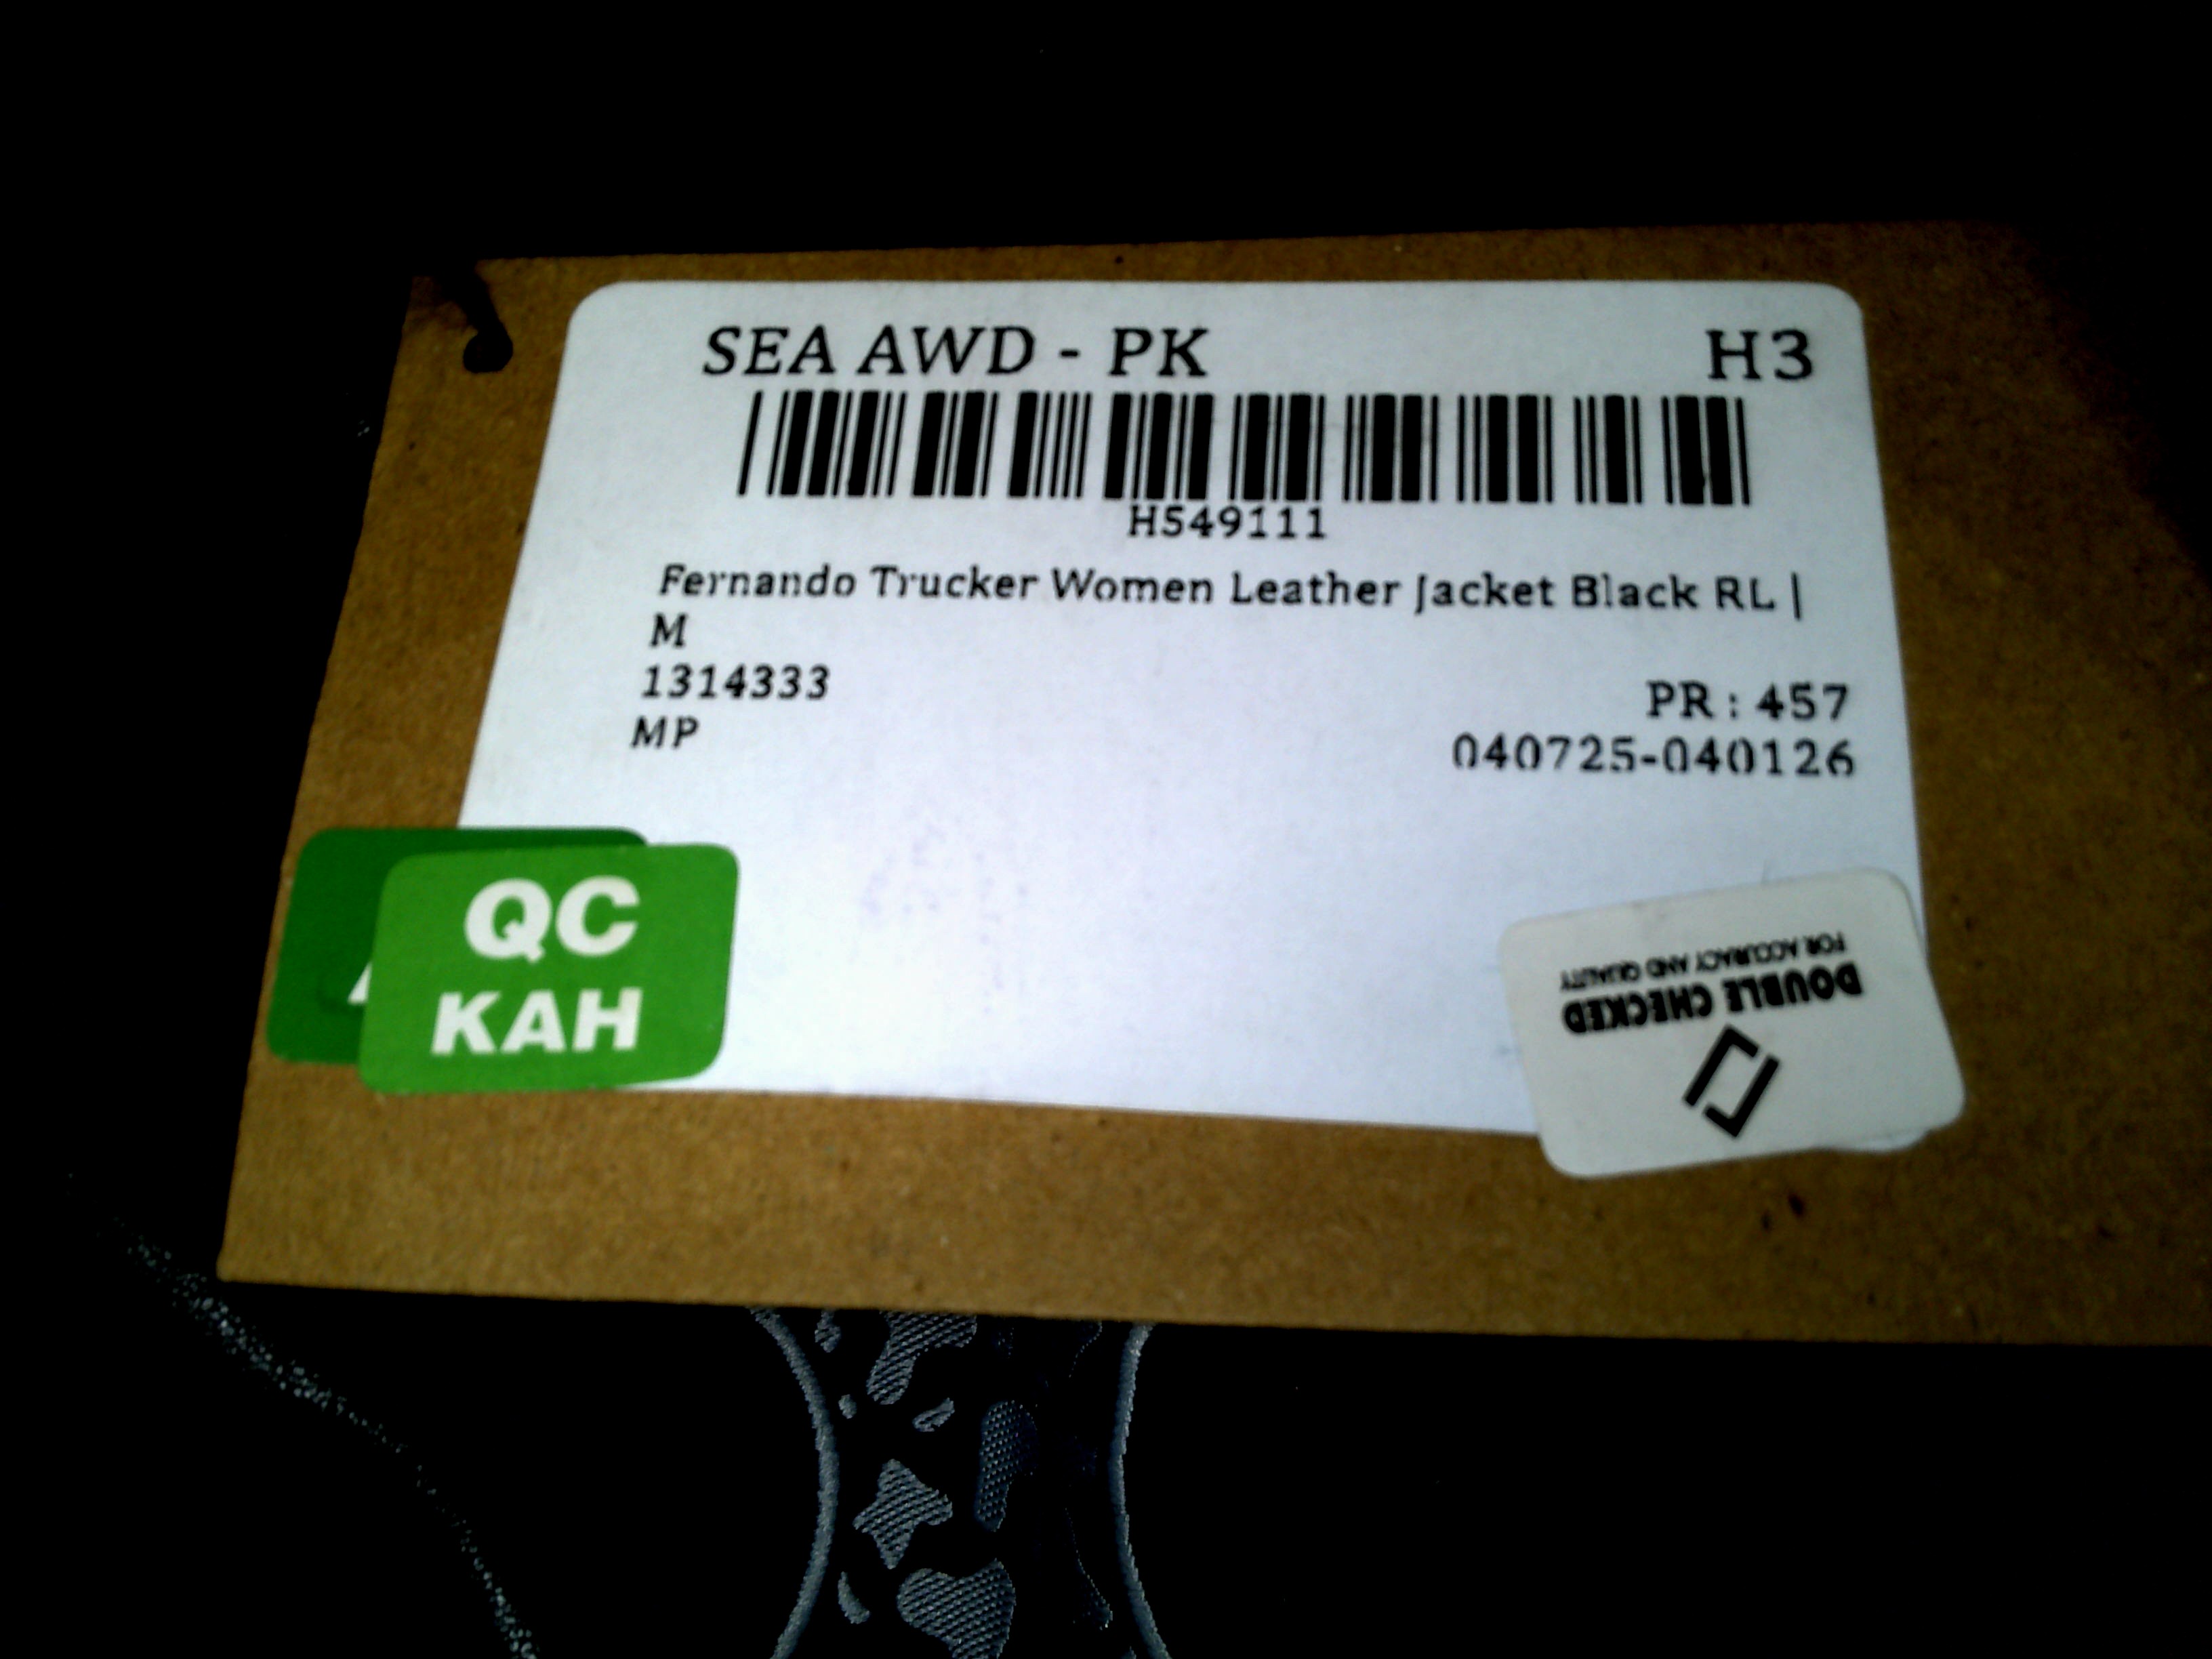 SEA AWD - PK H3
H549111
Fernando Trucker Women Leather Jacket Black RL |
M
1314333 PR : 457
MP 040725-040126
QC
KAH
DOUBLE CHECKED
FOR ACCURACY AND QUALITY